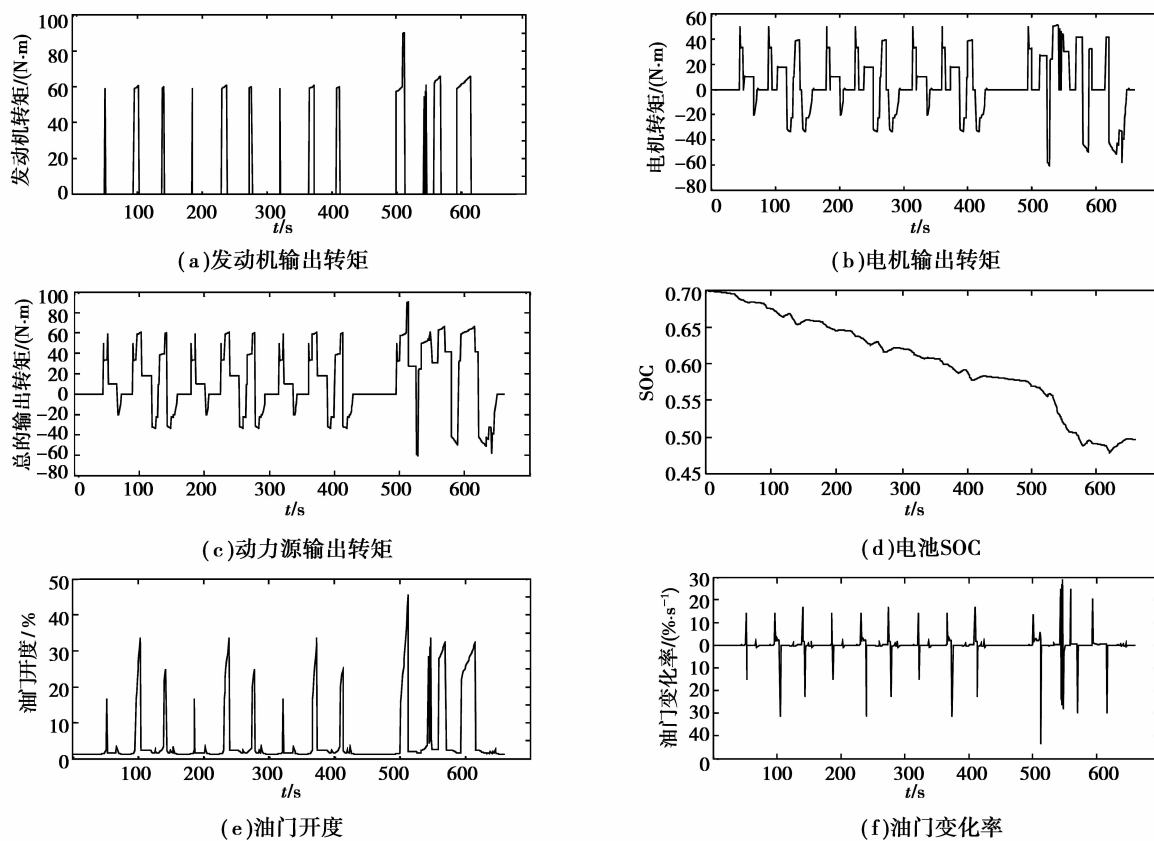 100
80
60
40
20
0
发动机转矩/(N·m)
100 200 300 400 500 600
t/s
(a)发动机输出转矩
60
40
20
0
−20
−40
−60
−80
电机转矩/(N·m)
0 100 200 300 400 500 600
t/s
(b)电机输出转矩
100
80
60
40
20
0
−20
−40
−60
−80
总的输出转矩/(N·m)
0 100 200 300 400 500 600
t/s
(c)动力源输出转矩
0.70
0.65
0.60
0.55
0.50
0.45
SOC
0 100 200 300 400 500 600
t/s
(d)电池SOC
50
40
30
20
10
0
油门开度/%
100 200 300 400 500 600
t/s
(e)油门开度
30
20
10
0
10
20
30
40
0
油门变化率/(%·s⁻¹)
100 200 300 400 500 600
t/s
(f)油门变化率